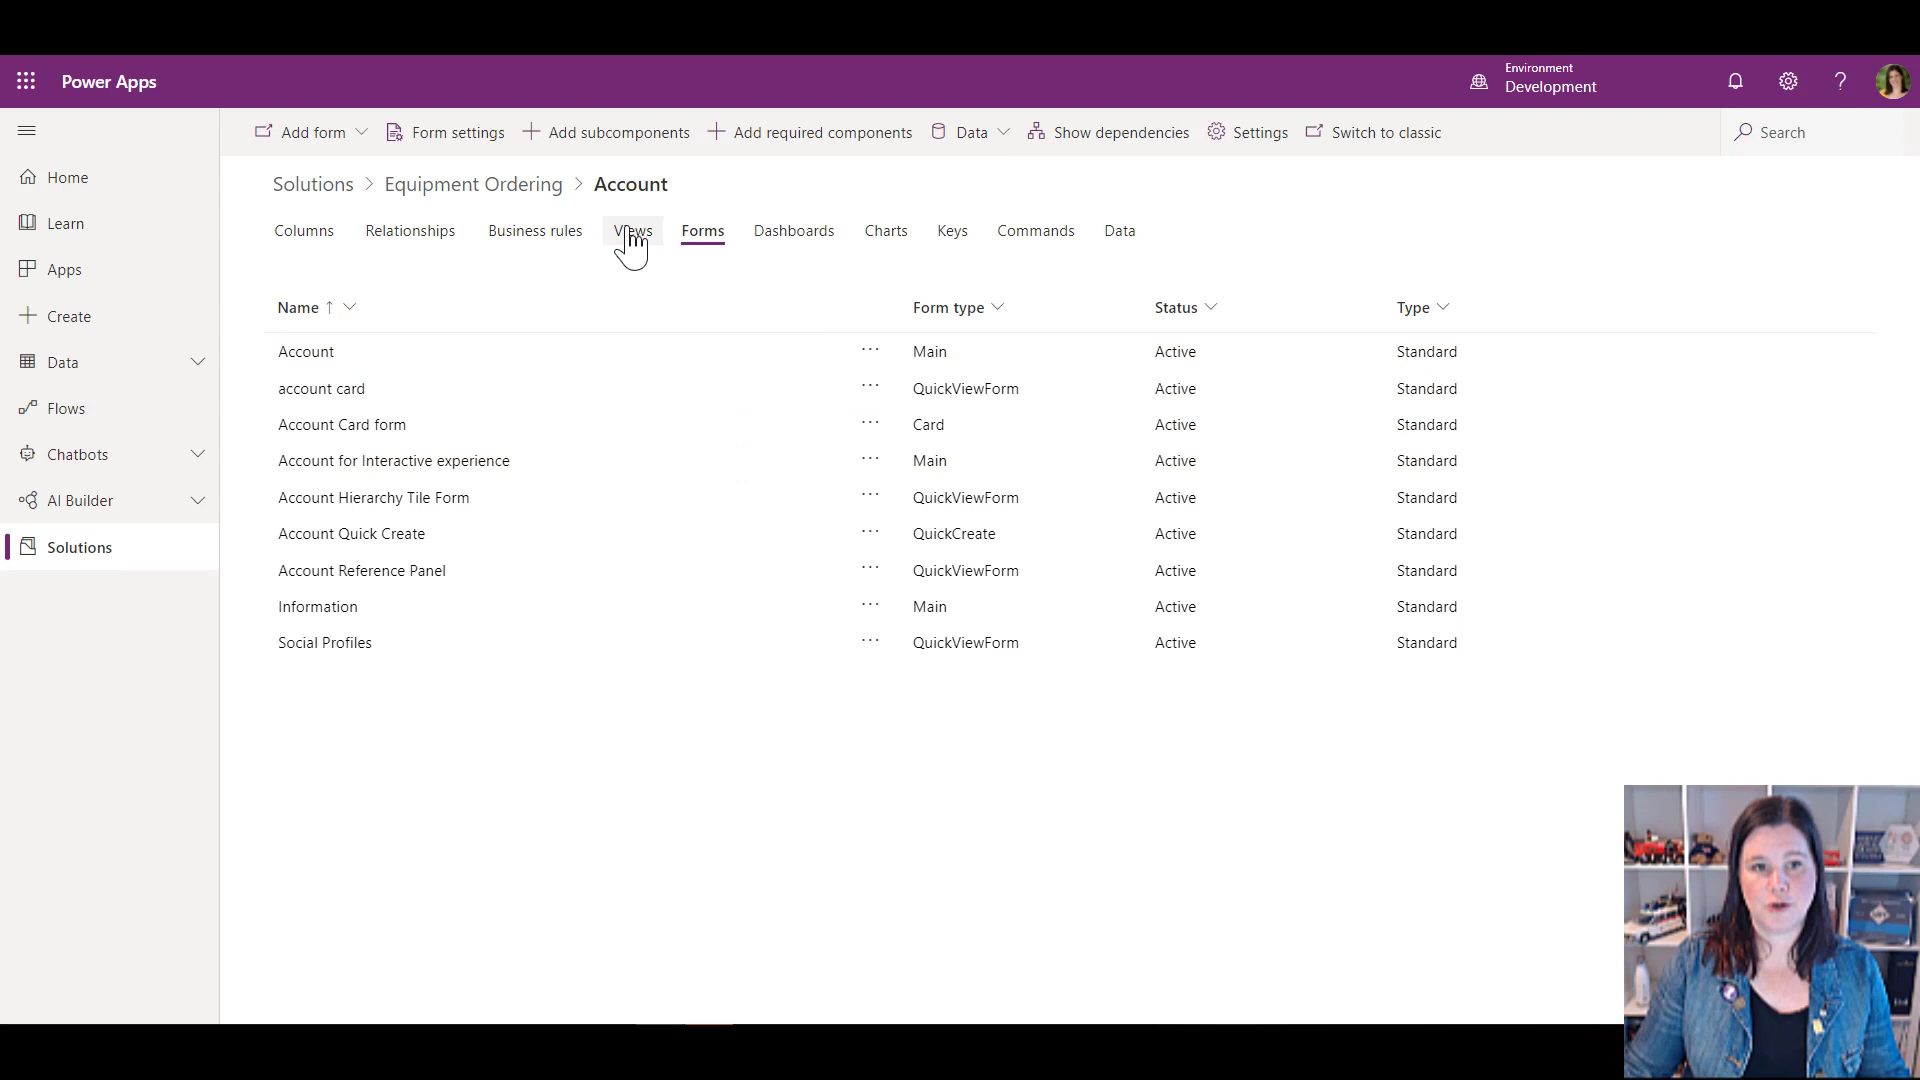 Power Apps
Environment
Development
?
Add form
Form settings
Add subcomponents
Add required components
Data
Show dependencies
Settings
Switch to classic
Search
Home
Learn
Apps
Create
Data
Flows
Chatbots
AI Builder
Solutions
Solutions > Equipment Ordering > Account
Columns Relationships Business rules Views Forms Dashboards Charts Keys Commands Data
Name ↑ Form type Status Type
Account ··· Main Active Standard
account card ··· QuickViewForm Active Standard
Account Card form ··· Card Active Standard
Account for Interactive experience ··· Main Active Standard
Account Hierarchy Tile Form ··· QuickViewForm Active Standard
Account Quick Create ··· QuickCreate Active Standard
Account Reference Panel ··· QuickViewForm Active Standard
Information ··· Main Active Standard
Social Profiles ··· QuickViewForm Active Standard